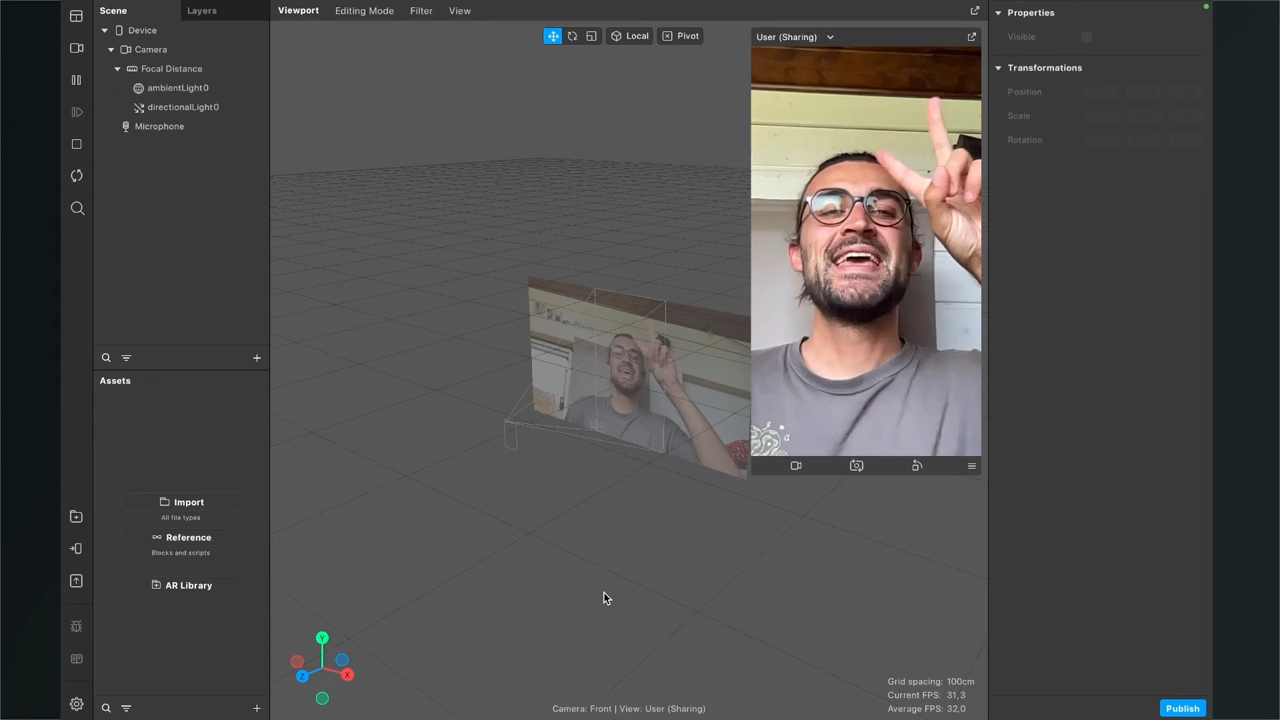 Scene
Layers
Device
Camera
Focal Distance
ambientLight0
directionalLight0
Microphone
Assets
Import
All file types
Reference
Blocks and scripts
AR Library
Viewport
Editing Mode
Filter
View
Local
Pivot
User (Sharing)
Y
Z
X
Camera: Front | View: User (Sharing)
Grid spacing: 100cm
Current FPS: 31,3
Average FPS: 32,0
Properties
Visible
Transformations
Position
Scale
Rotation
Publish